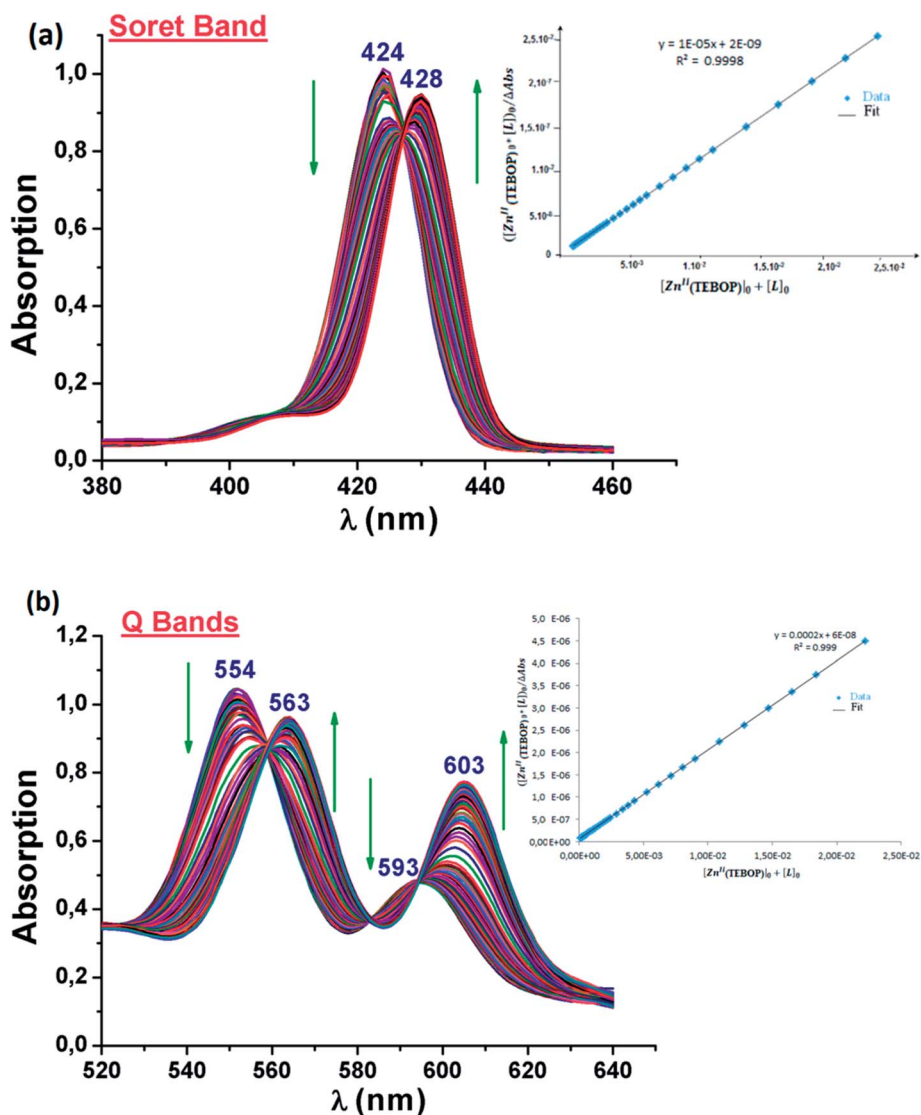 (a)
Soret Band
424
428
1,0
0,8
0,6
0,4
0,2
0,0
Absorption
380
400
420
440
460
λ (nm)
2,5.10⁻⁷
2,.10⁻⁷
1,5.10⁻⁷
1.10⁻⁷
5.10⁻⁸
0
y = 1E-05x + 2E-09
R² = 0.9998
Data
Fit
([Zn^II(TEBOP)₀* [L])₀/ΔAbs
5.10⁻³
1.10⁻²
1,5.10⁻²
2,.10⁻²
2,5.10⁻²
[Zn^II(TEBOP)]₀ + [L]₀
(b)
Q Bands
554
563
593
603
1,2
1,0
0,8
0,6
0,4
0,2
0,0
Absorption
520
540
560
580
600
620
640
λ (nm)
5,0 E-06
4,5 E-06
4,0 E-06
3,5 E-06
3,0 E-06
2,5 E-06
2,0 E-06
1,5 E-06
1,0 E-06
5,0 E-07
0,00E+00
y = 0.0002x + 6E-08
R² = 0.999
Data
Fit
([Zn^II(TEBOP)₀* [L])₀/ΔAbs
0,00E+00
5,00E-03
1,00E-02
1,50E-02
2,00E-02
2,50E-02
[Zn^II(TEBOP)]₀ + [L]₀